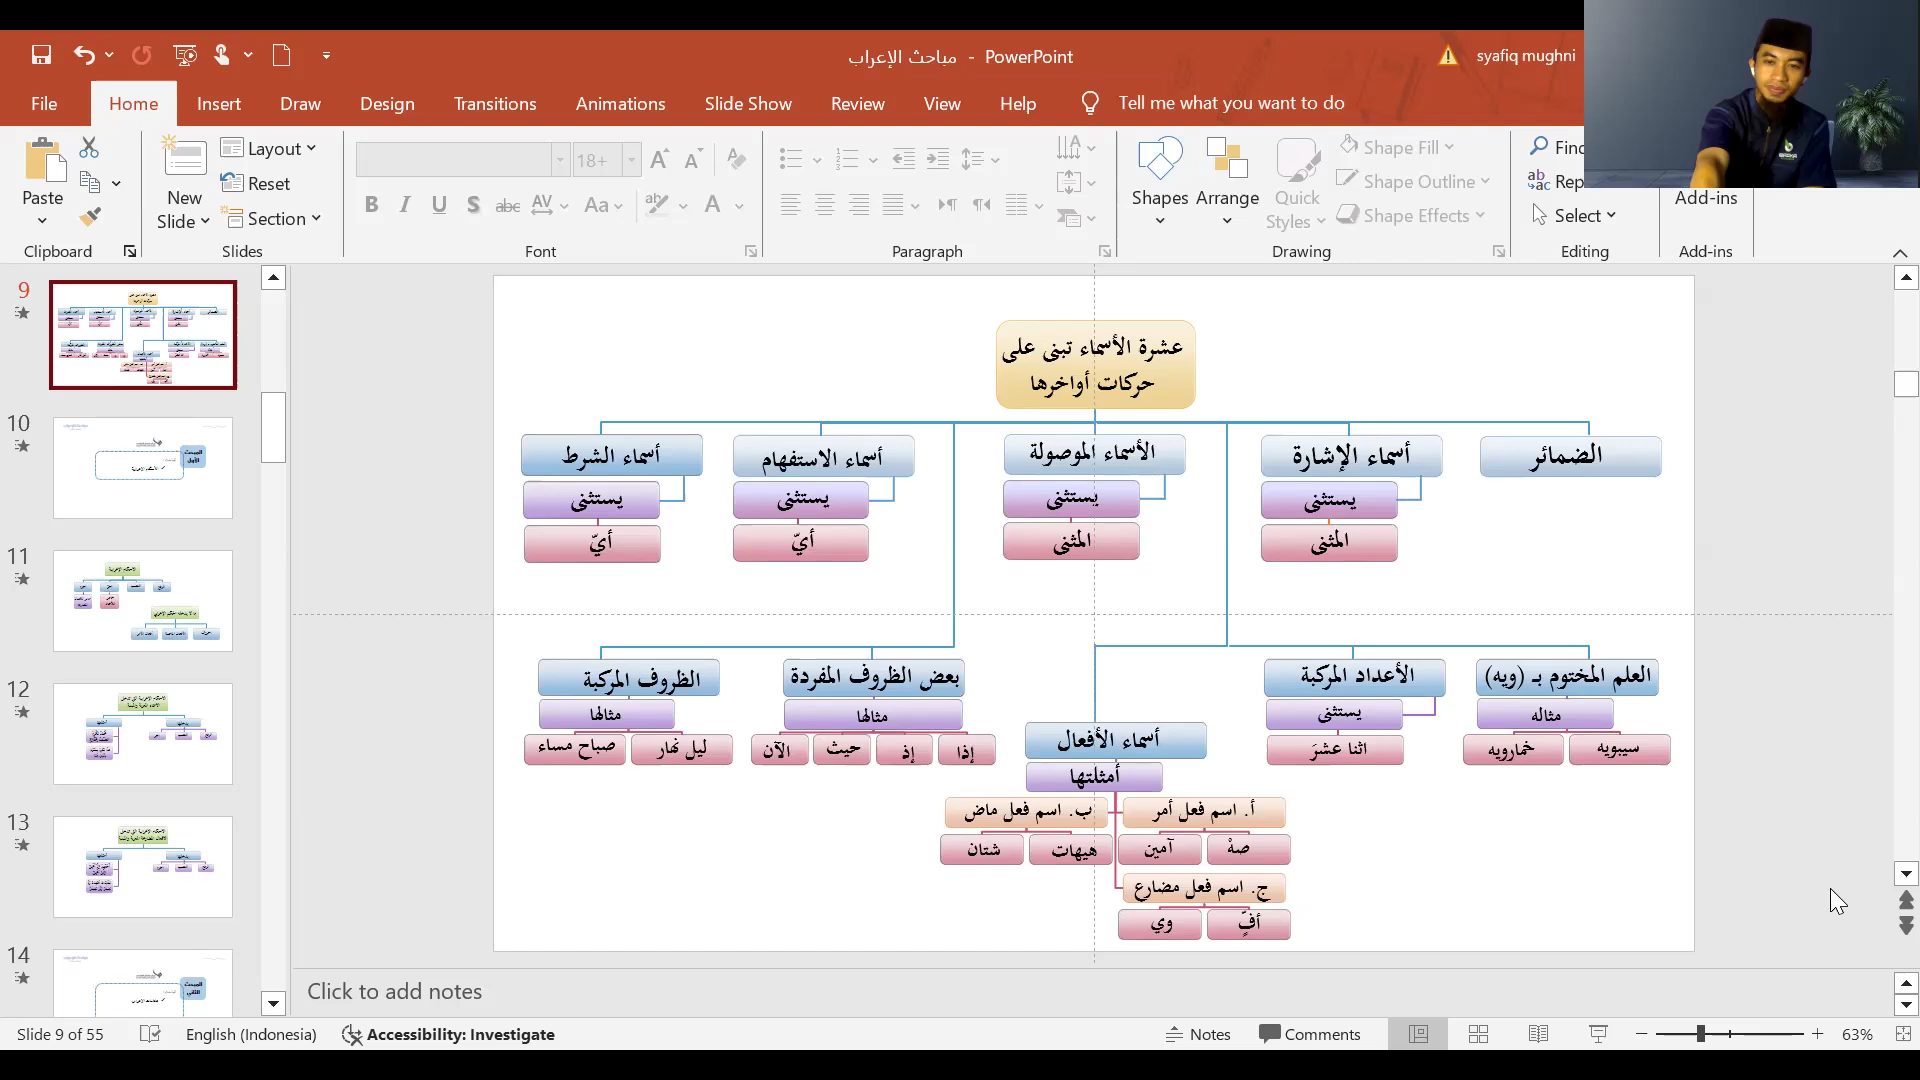 مباحث الإعراب - PowerPoint
syafiq mughni
File
Home
Insert
Draw
Design
Transitions
Animations
Slide Show
Review
View
Help
Tell me what you want to do
Paste
Clipboard
New
Slide
Layout
Reset
Section
Slides
18+
Font
Paragraph
Shapes
Arrange
Quick
Styles
Shape Fill
Shape Outline
Shape Effects
Drawing
Select
Editing
Add-ins
Add-ins
9
10
11
12
13
14
عشرة الأسماء تبنى على
حركات أواخرها
الضمائر
أسماء الإشارة
يستثنى
المثنى
الأسماء الموصولة
يستثنى
المثنى
أسماء الاستفهام
يستثنى
أيّ
أسماء الشرط
يستثنى
أيّ
العلم المختوم بـ (ويه)
مثاله
سيبويه
خمارويه
الأعداد المركبة
يستثنى
اثنا عشرَ
أسماء الأفعال
أمثلتها
أ. اسم فعل أمر
صهْ
آمين
ب. اسم فعل ماض
هيهات
شتان
ج. اسم فعل مضارع
أفٍّ
وي
بعض الظروف المفردة
مثالها
إذا
إذ
حيث
الآن
الظروف المركبة
مثالها
ليل نهار
صباح مساء
Click to add notes
Slide 9 of 55
English (Indonesia)
Accessibility: Investigate
Notes
Comments
63%